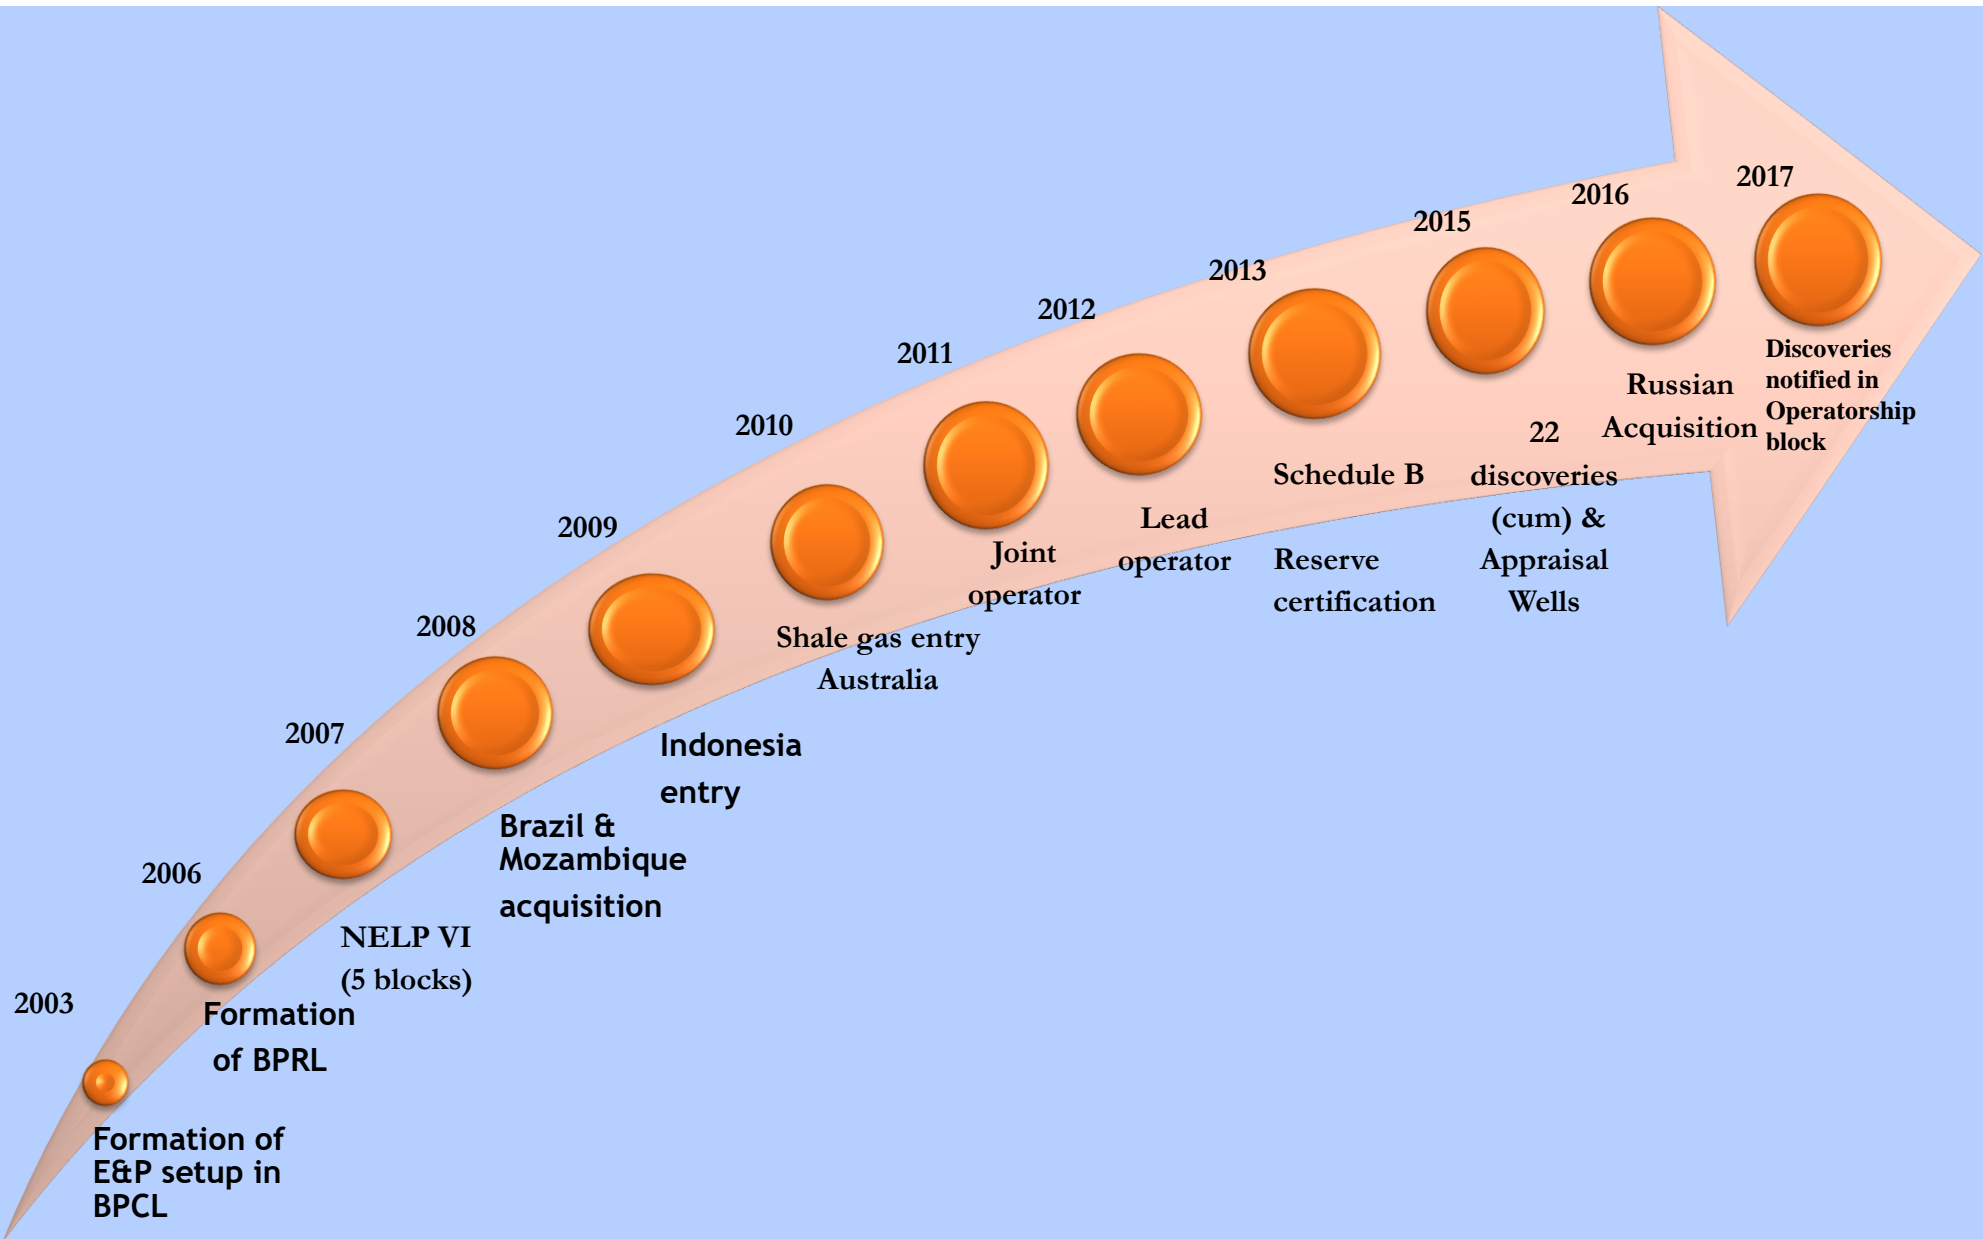 2003
Formation of
E&P setup in
BPCL
2006
Formation
of BPRL
2007
NELP VI
(5 blocks)
2008
Brazil &
Mozambique
acquisition
2009
Indonesia
entry
2010
Shale gas entry
Australia
2011
Joint
operator
2012
Lead
operator
2013
Schedule B
Reserve
certification
2015
22
discoveries
(cum) &
Appraisal
Wells
2016
Russian
Acquisition
2017
Discoveries
notified in
Operatorship
block